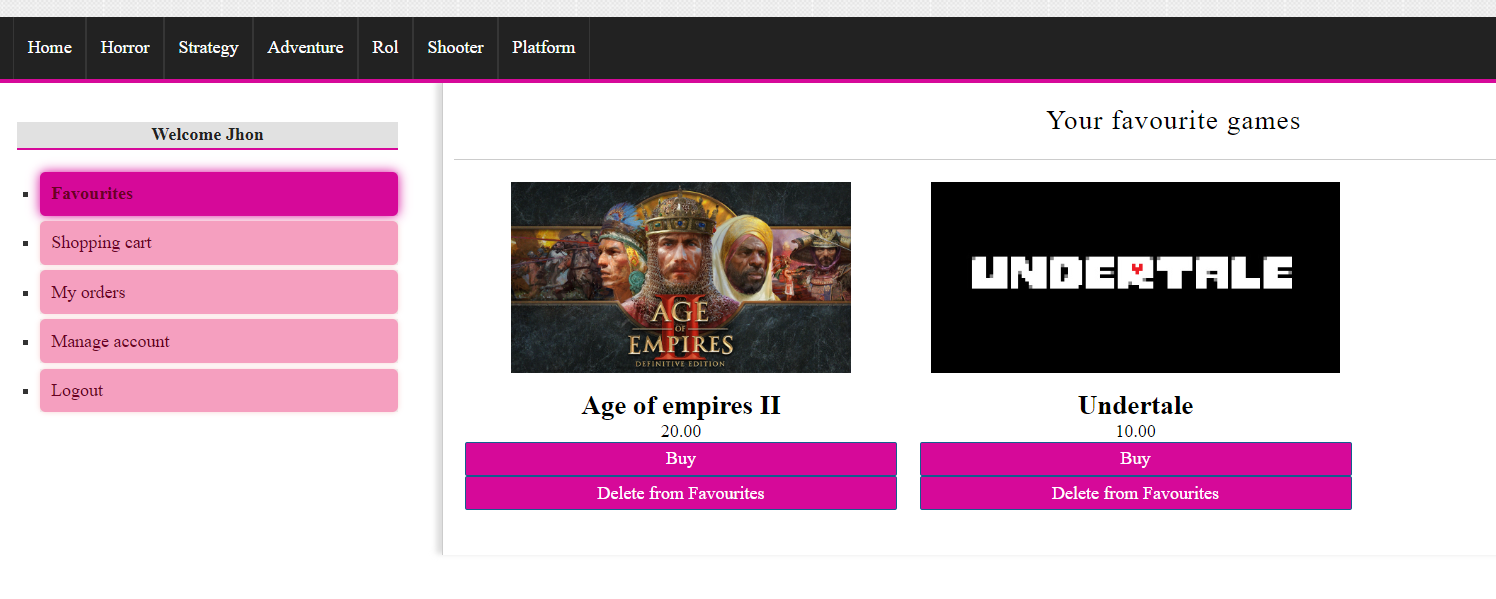 Home Horror Strategy Adventure Rol Shooter Platform
Welcome Jhon
Favourites
Shopping cart
My orders
Manage account
Logout
Your favourite games
AGE
OF
EMPIRES
II
DEFINITIVE EDITION
UNDERTALE
Age of empires II
20.00
Buy
Delete from Favourites
Undertale
10.00
Buy
Delete from Favourites